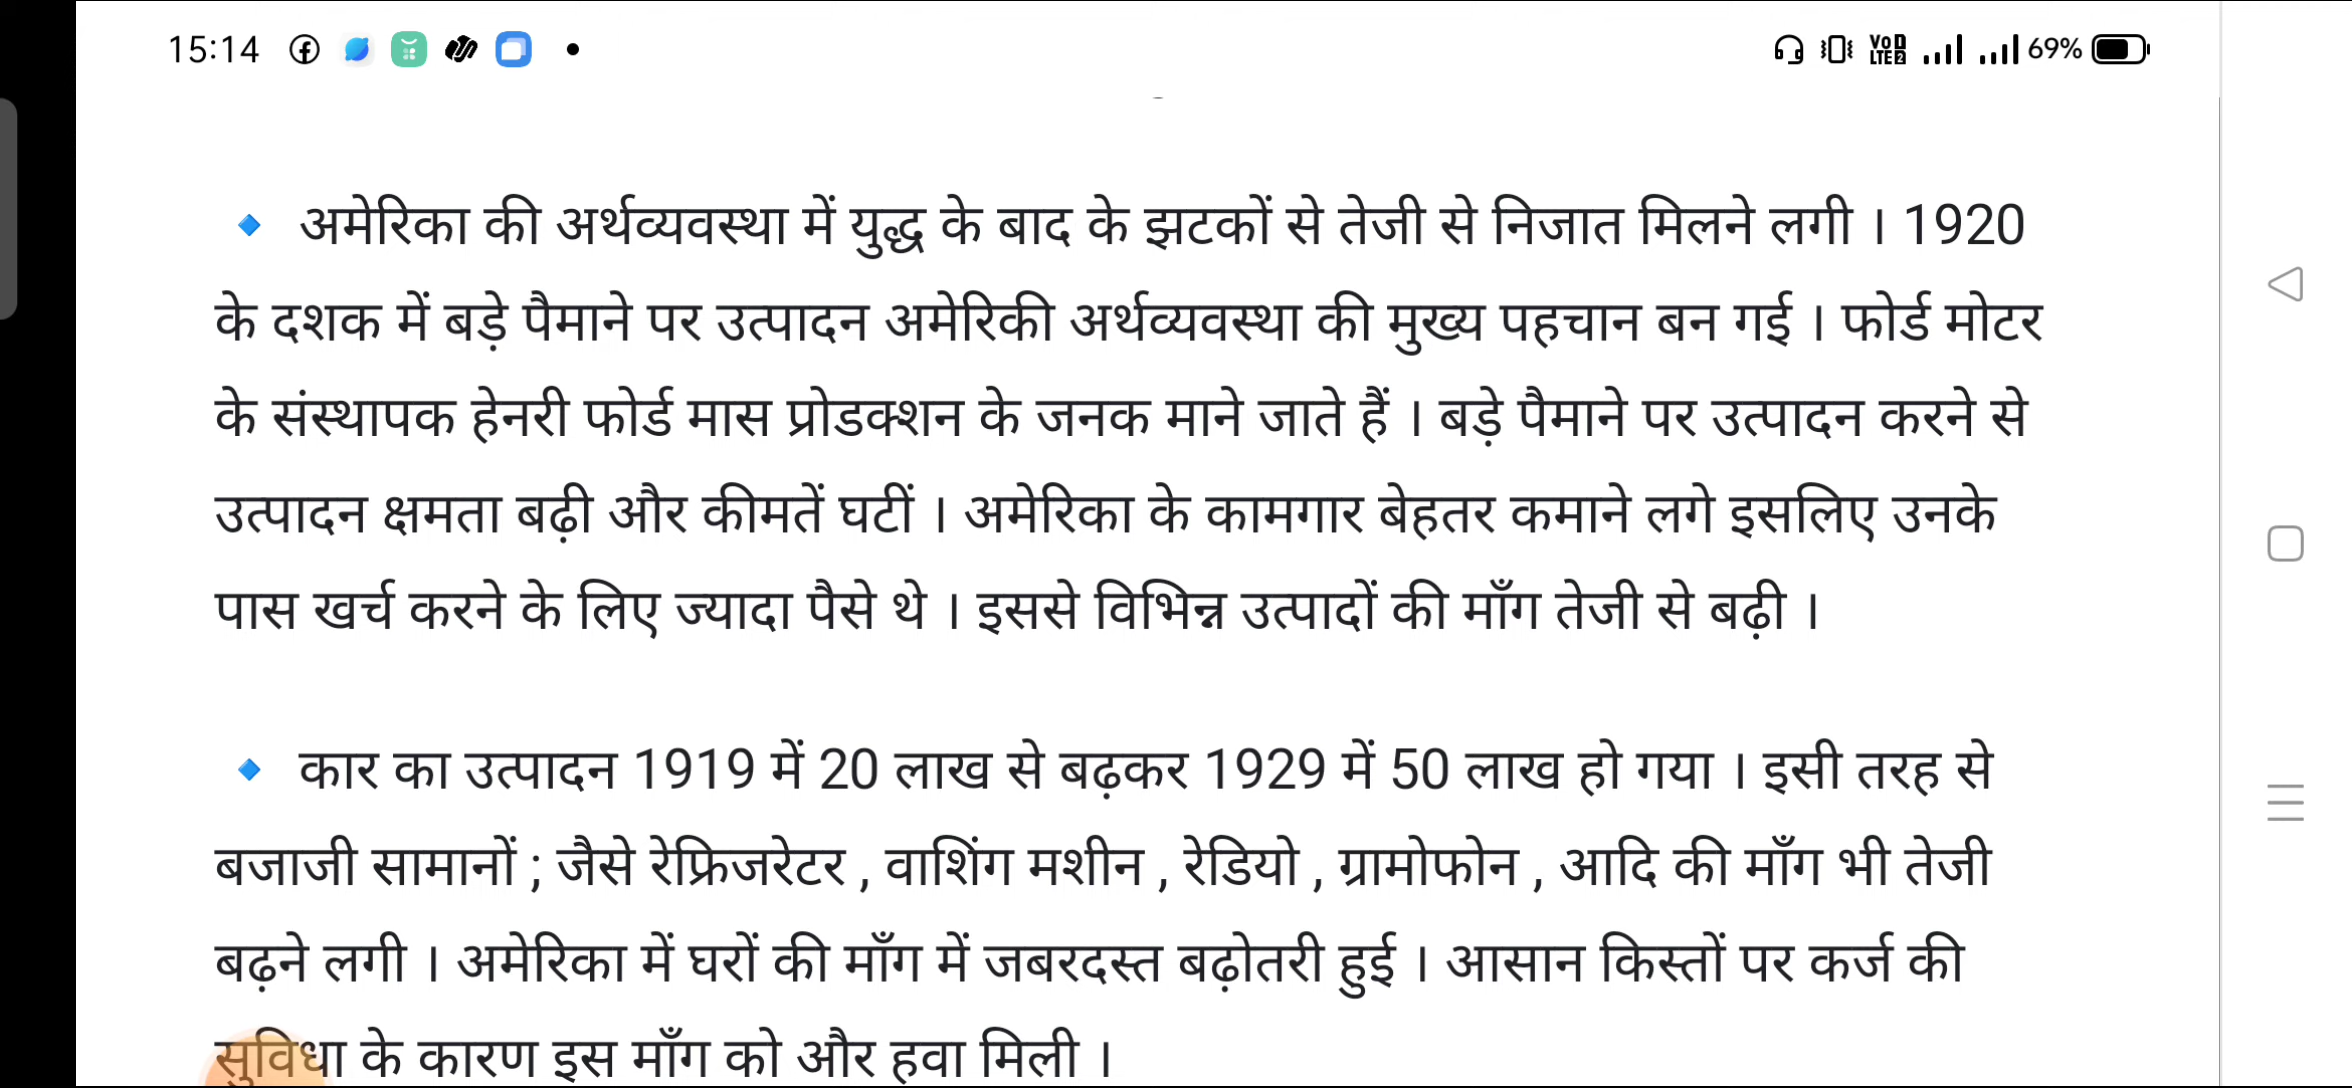 15:14
VoD LTE 2 69%
अमेरिका की अर्थव्यवस्था में युद्ध के बाद के झटकों से तेजी से निजात मिलने लगी । 1920
के दशक में बड़े पैमाने पर उत्पादन अमेरिकी अर्थव्यवस्था की मुख्य पहचान बन गई । फोर्ड मोटर
के संस्थापक हेनरी फोर्ड मास प्रोडक्शन के जनक माने जाते हैं । बड़े पैमाने पर उत्पादन करने से
उत्पादन क्षमता बढ़ी और कीमतें घटीं । अमेरिका के कामगार बेहतर कमाने लगे इसलिए उनके
पास खर्च करने के लिए ज्यादा पैसे थे । इससे विभिन्न उत्पादों की माँग तेजी से बढ़ी ।
कार का उत्पादन 1919 में 20 लाख से बढ़कर 1929 में 50 लाख हो गया । इसी तरह से
बजाजी सामानों ; जैसे रेफ्रिजरेटर , वाशिंग मशीन , रेडियो , ग्रामोफोन , आदि की माँग भी तेजी
बढ़ने लगी । अमेरिका में घरों की माँग में जबरदस्त बढ़ोतरी हुई । आसान किस्तों पर कर्ज की
सुविधा के कारण इस माँग को और हवा मिली ।